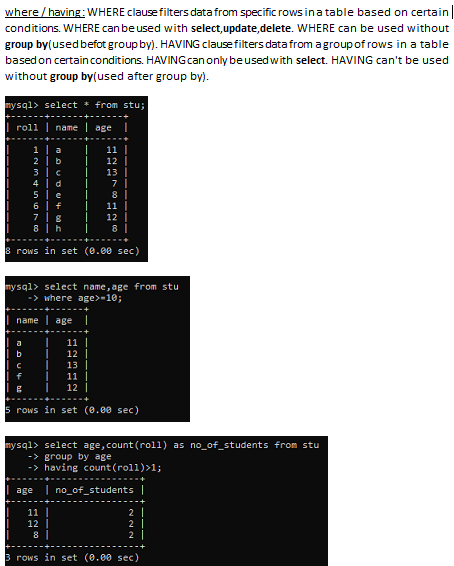 where / having: WHERE clause filters data from specific rows in a table based on certain
conditions. WHERE can be used with select,update,delete. WHERE can be used without
group by(used befot group by). HAVING clause filters data from a group of rows in a table
based on certain conditions. HAVING can only be used with select. HAVING can't be used
without group by(used after group by).
mysql> select * from stu;
+------+------+------+
| roll | name | age |
+------+------+------+
| 1 | a | 11 |
| 2 | b | 12 |
| 3 | c | 13 |
| 4 | d | 7 |
| 5 | e | 8 |
| 6 | f | 11 |
| 7 | g | 12 |
| 8 | h | 8 |
+------+------+------+
8 rows in set (0.00 sec)
mysql> select name,age from stu
-> where age>=10;
+------+------+
| name | age |
+------+------+
| a | 11 |
| b | 12 |
| c | 13 |
| f | 11 |
| g | 12 |
+------+------+
5 rows in set (0.00 sec)
mysql> select age,count(roll) as no_of_students from stu
-> group by age
-> having count(roll)>1;
+------+----------------+
| age | no_of_students |
+------+----------------+
| 11 | 2 |
| 12 | 2 |
| 8 | 2 |
+------+----------------+
3 rows in set (0.00 sec)